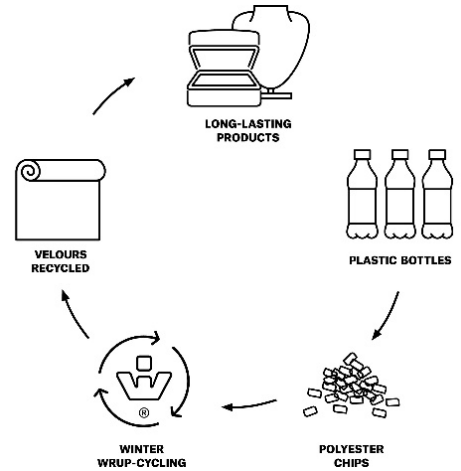 LONG-LASTING
PRODUCTS
PLASTIC BOTTLES
POLYESTER
CHIPS
®
WINTER
WRUP-CYCLING
VELOURS
RECYCLED